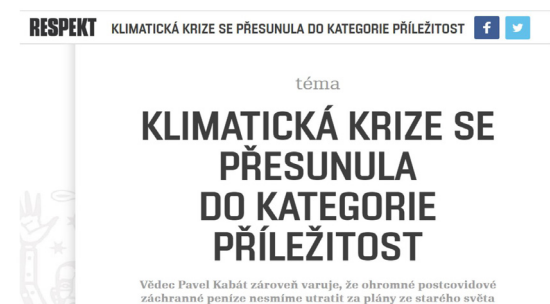 RESPEKT KLIMATICKÁ KRIZE SE PŘESUNULA DO KATEGORIE PŘÍLEŽITOST
téma
KLIMATICKÁ KRIZE SE
PŘESUNULA
DO KATEGORIE
PŘÍLEŽITOST
Vědec Pavel Kabát zároveň varuje, že ohromné postcovidové
záchranné peníze nesmíme utratit za plány ze starého světa